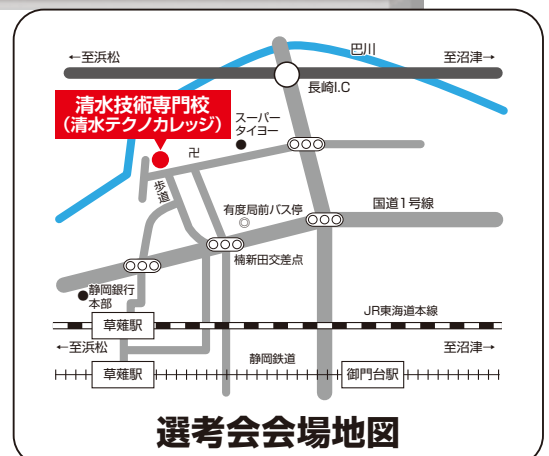 巴川
←至浜松
至沼津→
長崎I.C
清水技術専門校
(清水テクノカレッジ)
スーパー
タイヨー
卍
歩道
有度局前バス停
国道1号線
楠新田交差点
静岡銀行
本部
JR東海道本線
草薙駅
←至浜松
至沼津→
静岡鉄道
草薙駅
御門台駅
選考会会場地図